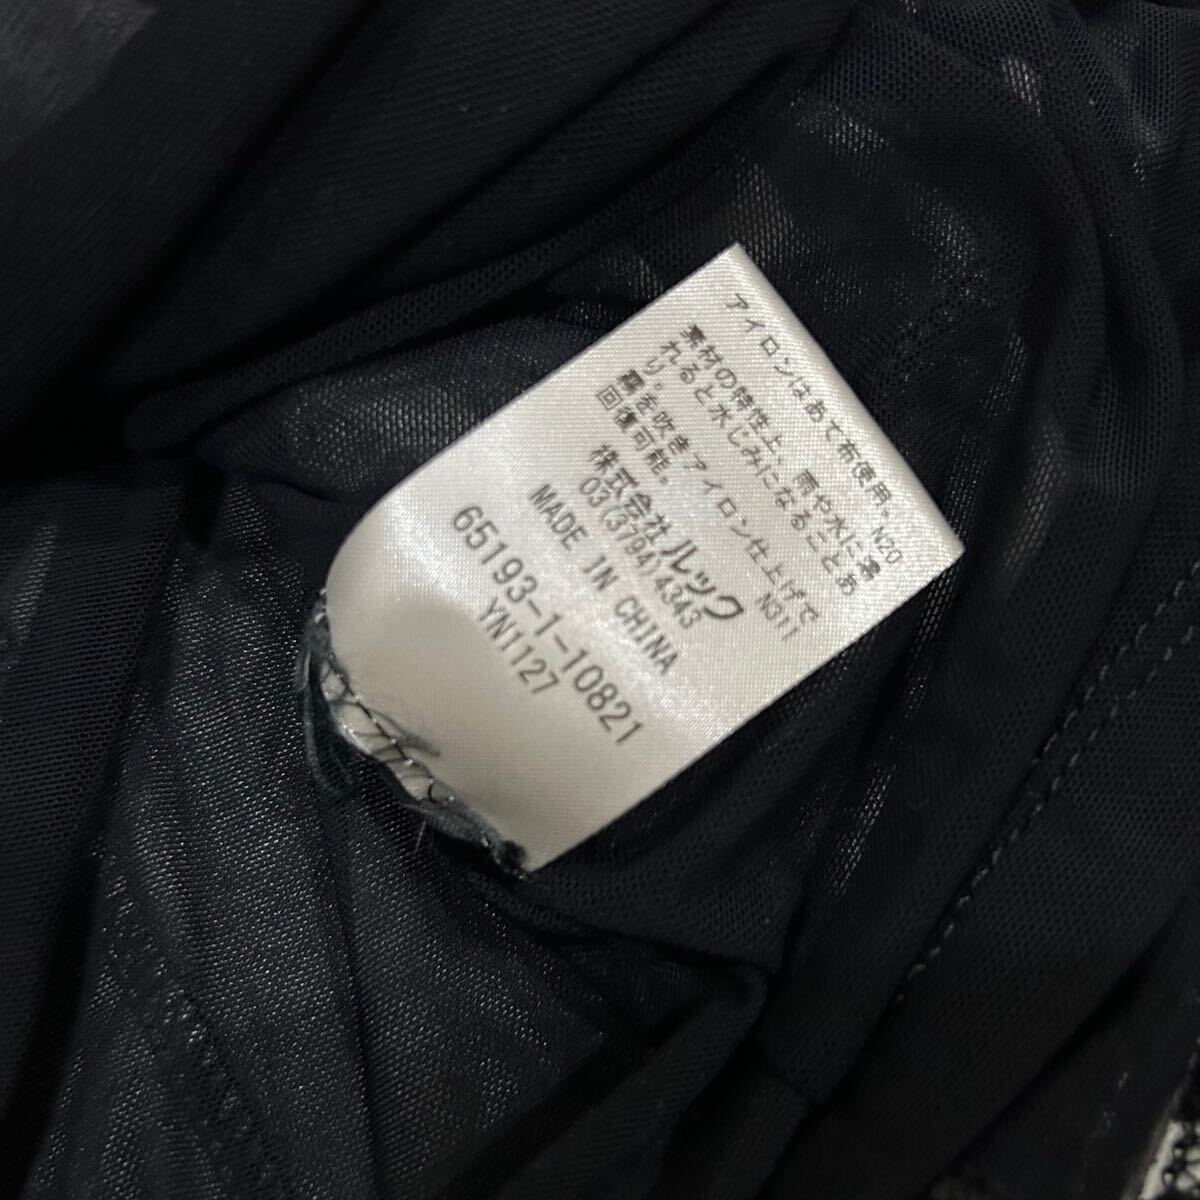 アイロンはあて布使用。N20
素材の特性上、雨や水に濡
れると水じみになることあ
り。
霧を吹きアイロン仕上げで
回復可能。 N311
株式会社ルック
03(3794)4343
MADE IN CHINA
65193-1-10821
YN1127